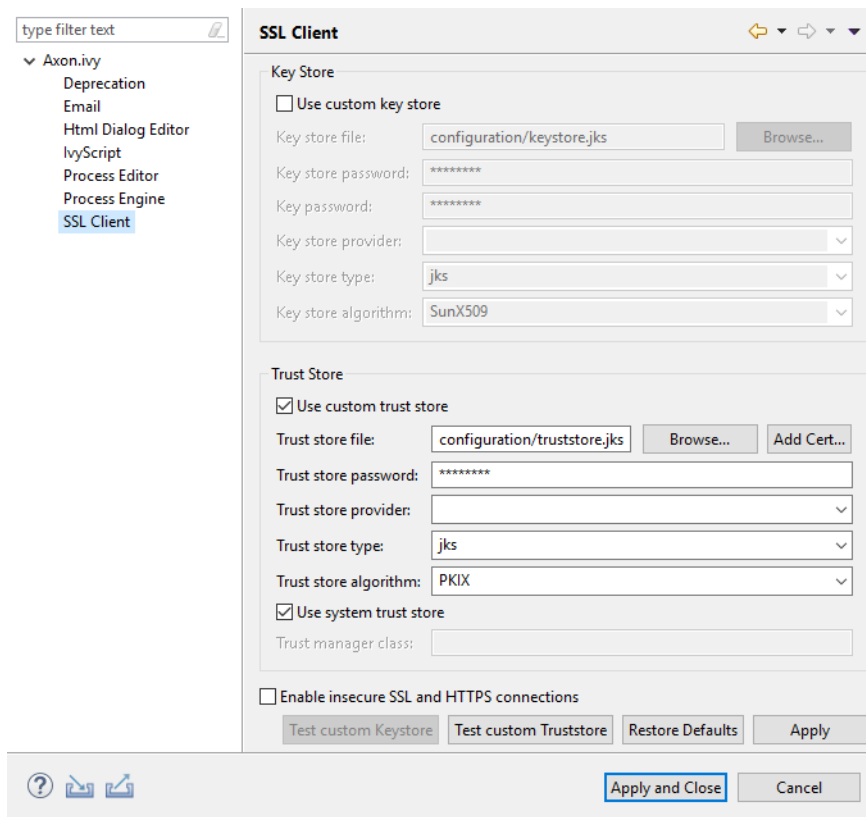 type filter text
Axon.ivy
Deprecation
Email
Html Dialog Editor
IvyScript
Process Editor
Process Engine
SSL Client
SSL Client
Key Store
Use custom key store
Key store file: configuration/keystore.jks Browse...
Key store password: ********
Key password: ********
Key store provider:
Key store type: jks
Key store algorithm: SunX509
Trust Store
Use custom trust store
Trust store file: configuration/truststore.jks Browse... Add Cert...
Trust store password: ********
Trust store provider:
Trust store type: jks
Trust store algorithm: PKIX
Use system trust store
Trust manager class:
Enable insecure SSL and HTTPS connections
Test custom Keystore Test custom Truststore Restore Defaults Apply
? Apply and Close Cancel